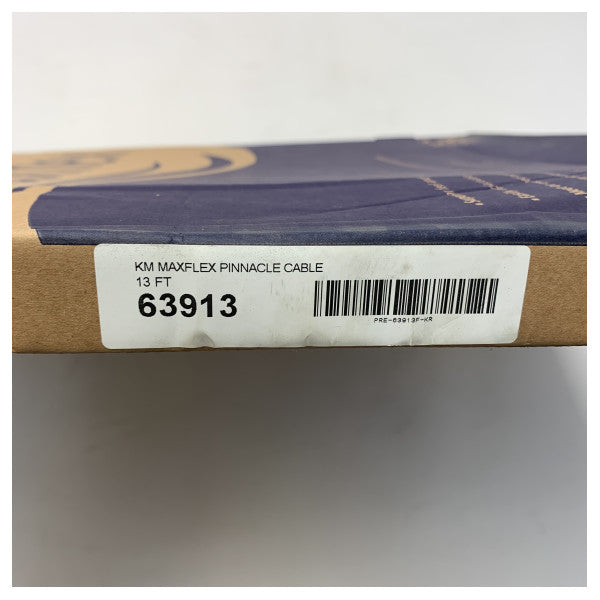 KM MAXFLEX PINNACLE CABLE
13 FT
63913
PRE-63913F-KR